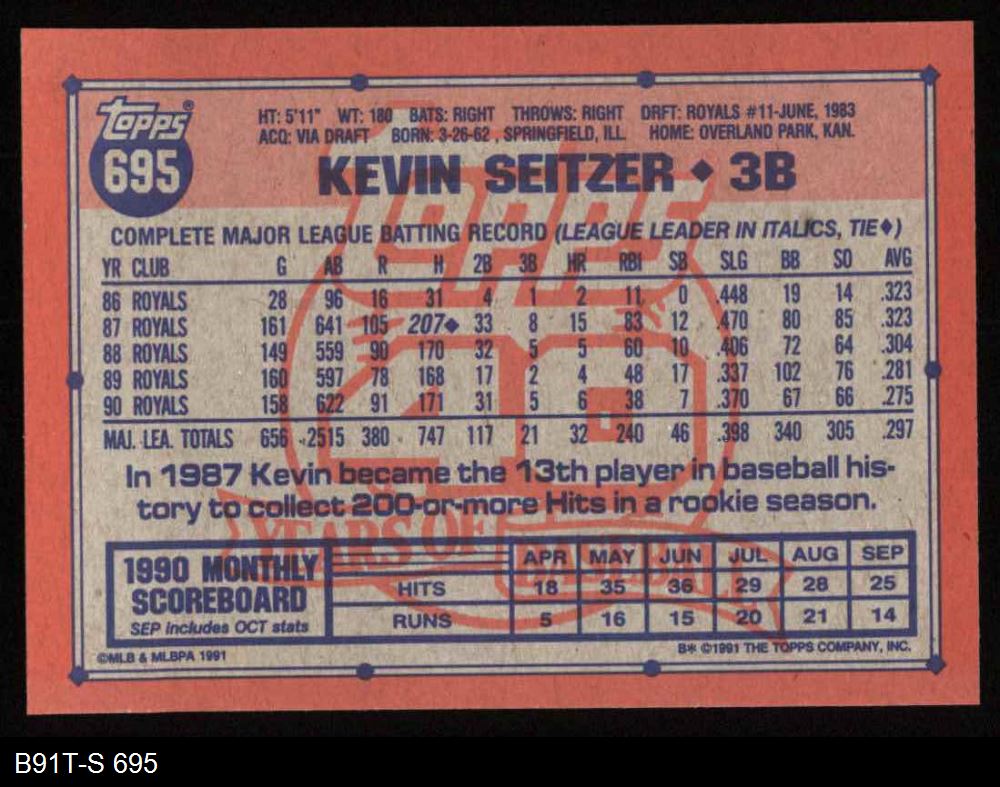 Topps®
695
HT: 5'11" WT: 180 BATS: RIGHT THROWS: RIGHT DRFT: ROYALS #11-JUNE, 1983
ACQ: VIA DRAFT BORN: 3-26-62 , SPRINGFIELD, ILL. HOME: OVERLAND PARK, KAN.
KEVIN SEITZER ♦ 3B
COMPLETE MAJOR LEAGUE BATTING RECORD (LEAGUE LEADER IN ITALICS, TIE♦)
YR CLUB G AB R H 2B 3B HR RBI SB SLG BB SO AVG
86 ROYALS 28 96 16 31 4 1 2 11 0 .448 19 14 .323
87 ROYALS 161 641 105 207♦ 33 8 15 83 12 .470 80 85 .323
88 ROYALS 149 559 90 170 32 5 5 60 10 .406 72 64 .304
89 ROYALS 160 597 78 168 17 2 4 48 17 .337 102 76 .281
90 ROYALS 158 622 91 171 31 5 6 38 7 .370 67 66 .275
MAJ. LEA. TOTALS 656 2515 380 747 117 21 32 240 46 .398 340 305 .297
In 1987 Kevin became the 13th player in baseball his-
tory to collect 200-or-more Hits in a rookie season.
Topps
40
YEARS OF BASEBALL
1990 MONTHLY
SCOREBOARD
SEP includes OCT stats
APR MAY JUN JUL AUG SEP
HITS 18 35 36 29 28 25
RUNS 5 16 15 20 21 14
©MLB & MLBPA 1991
B* ©1991 THE TOPPS COMPANY, INC.
B91T-S 695